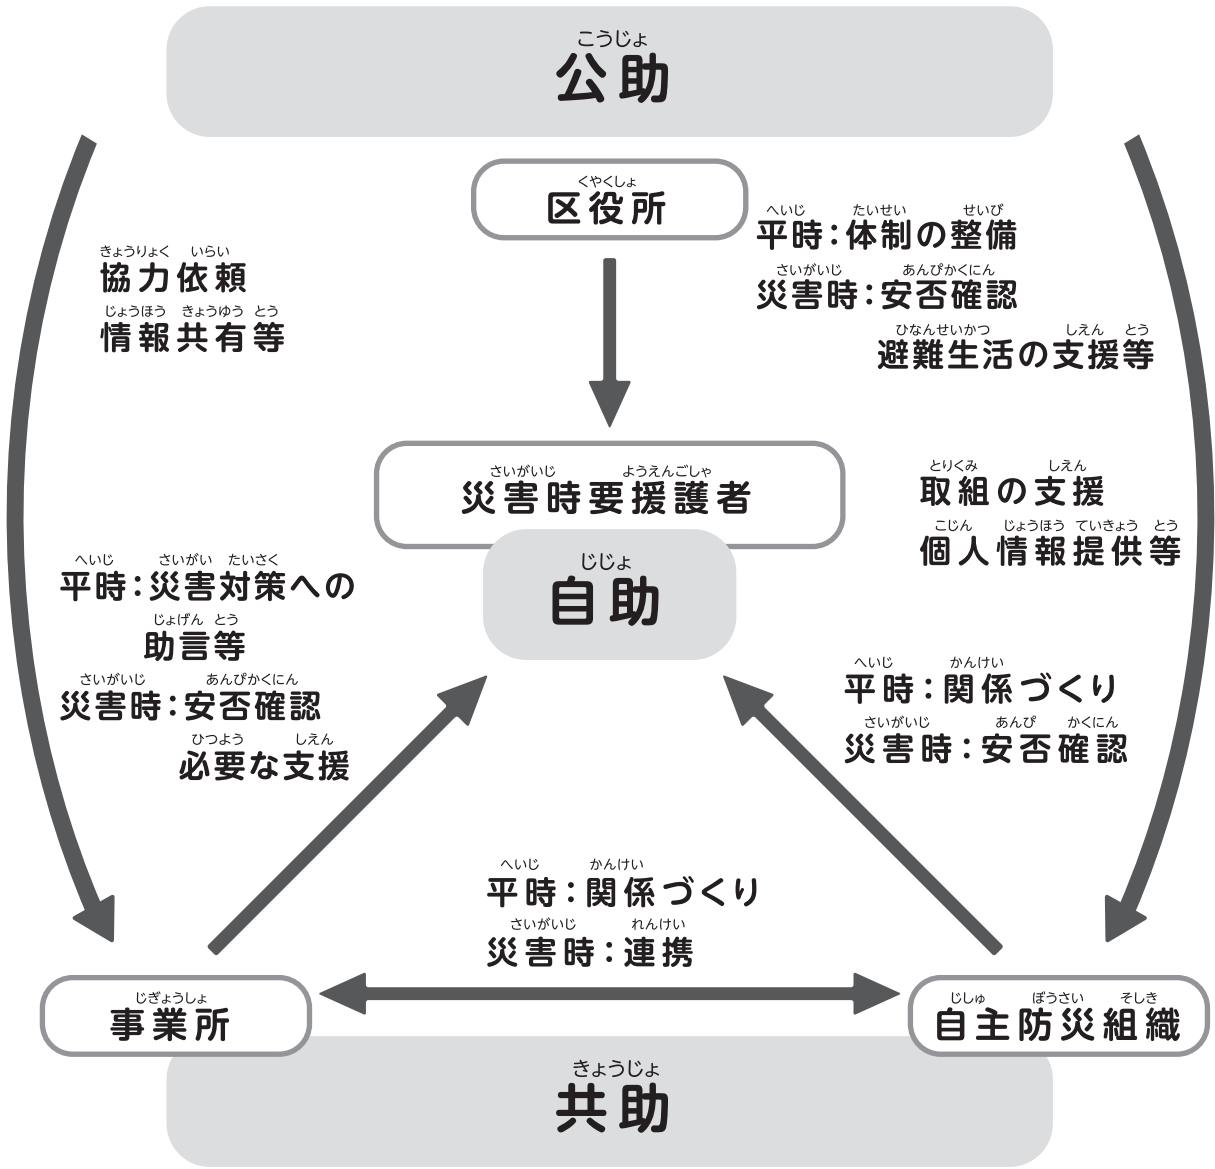 こうじょ
公助
くやくしょ
区役所
へいじ たいせい せいび
平時：体制の整備
さいがいじ あんぴかくにん
災害時：安否確認
ひなんせいかつ しえん とう
避難生活の支援等
きょうりょく いらい
協力依頼
じょうほう きょうゆう とう
情報共有等
さいがいじ ようえんごしゃ
災害時要援護者
じじょ
自助
とりくみ しえん
取組の支援
こじん じょうほう ていきょう とう
個人情報提供等
へいじ さいがい たいさく
平時：災害対策への
じょげん とう
助言等
さいがいじ あんぴかくにん
災害時：安否確認
ひつよう しえん
必要な支援
へいじ かんけい
平時：関係づくり
さいがいじ あんぴ かくにん
災害時：安否確認
へいじ かんけい
平時：関係づくり
さいがいじ れんけい
災害時：連携
じぎょうしょ
事業所
じしゅ ぼうさい そしき
自主防災組織
きょうじょ
共助